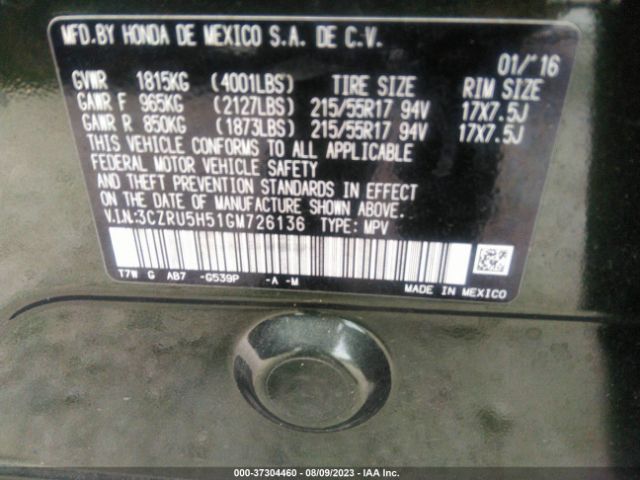 MFD.BY HONDA DE MEXICO S.A. DE C.V.
01/'16
GVWR 1815KG (4001LBS) TIRE SIZE RIM SIZE
GAWR F 965KG (2127LBS) 215/55R17 94V 17X7.5J
GAWR R 850KG (1873LBS) 215/55R17 94V 17X7.5J
THIS VEHICLE CONFORMS TO ALL APPLICABLE
FEDERAL MOTOR VEHICLE SAFETY
AND THEFT PREVENTION STANDARDS IN EFFECT
ON THE DATE OF MANUFACTURE SHOWN ABOVE.
V.I.N:3CZRU5H51GM726136 TYPE: MPV
T7W G AB7 -G539P -A -M
MADE IN MEXICO
000-37304460 - 08/09/2023 - IAA Inc.